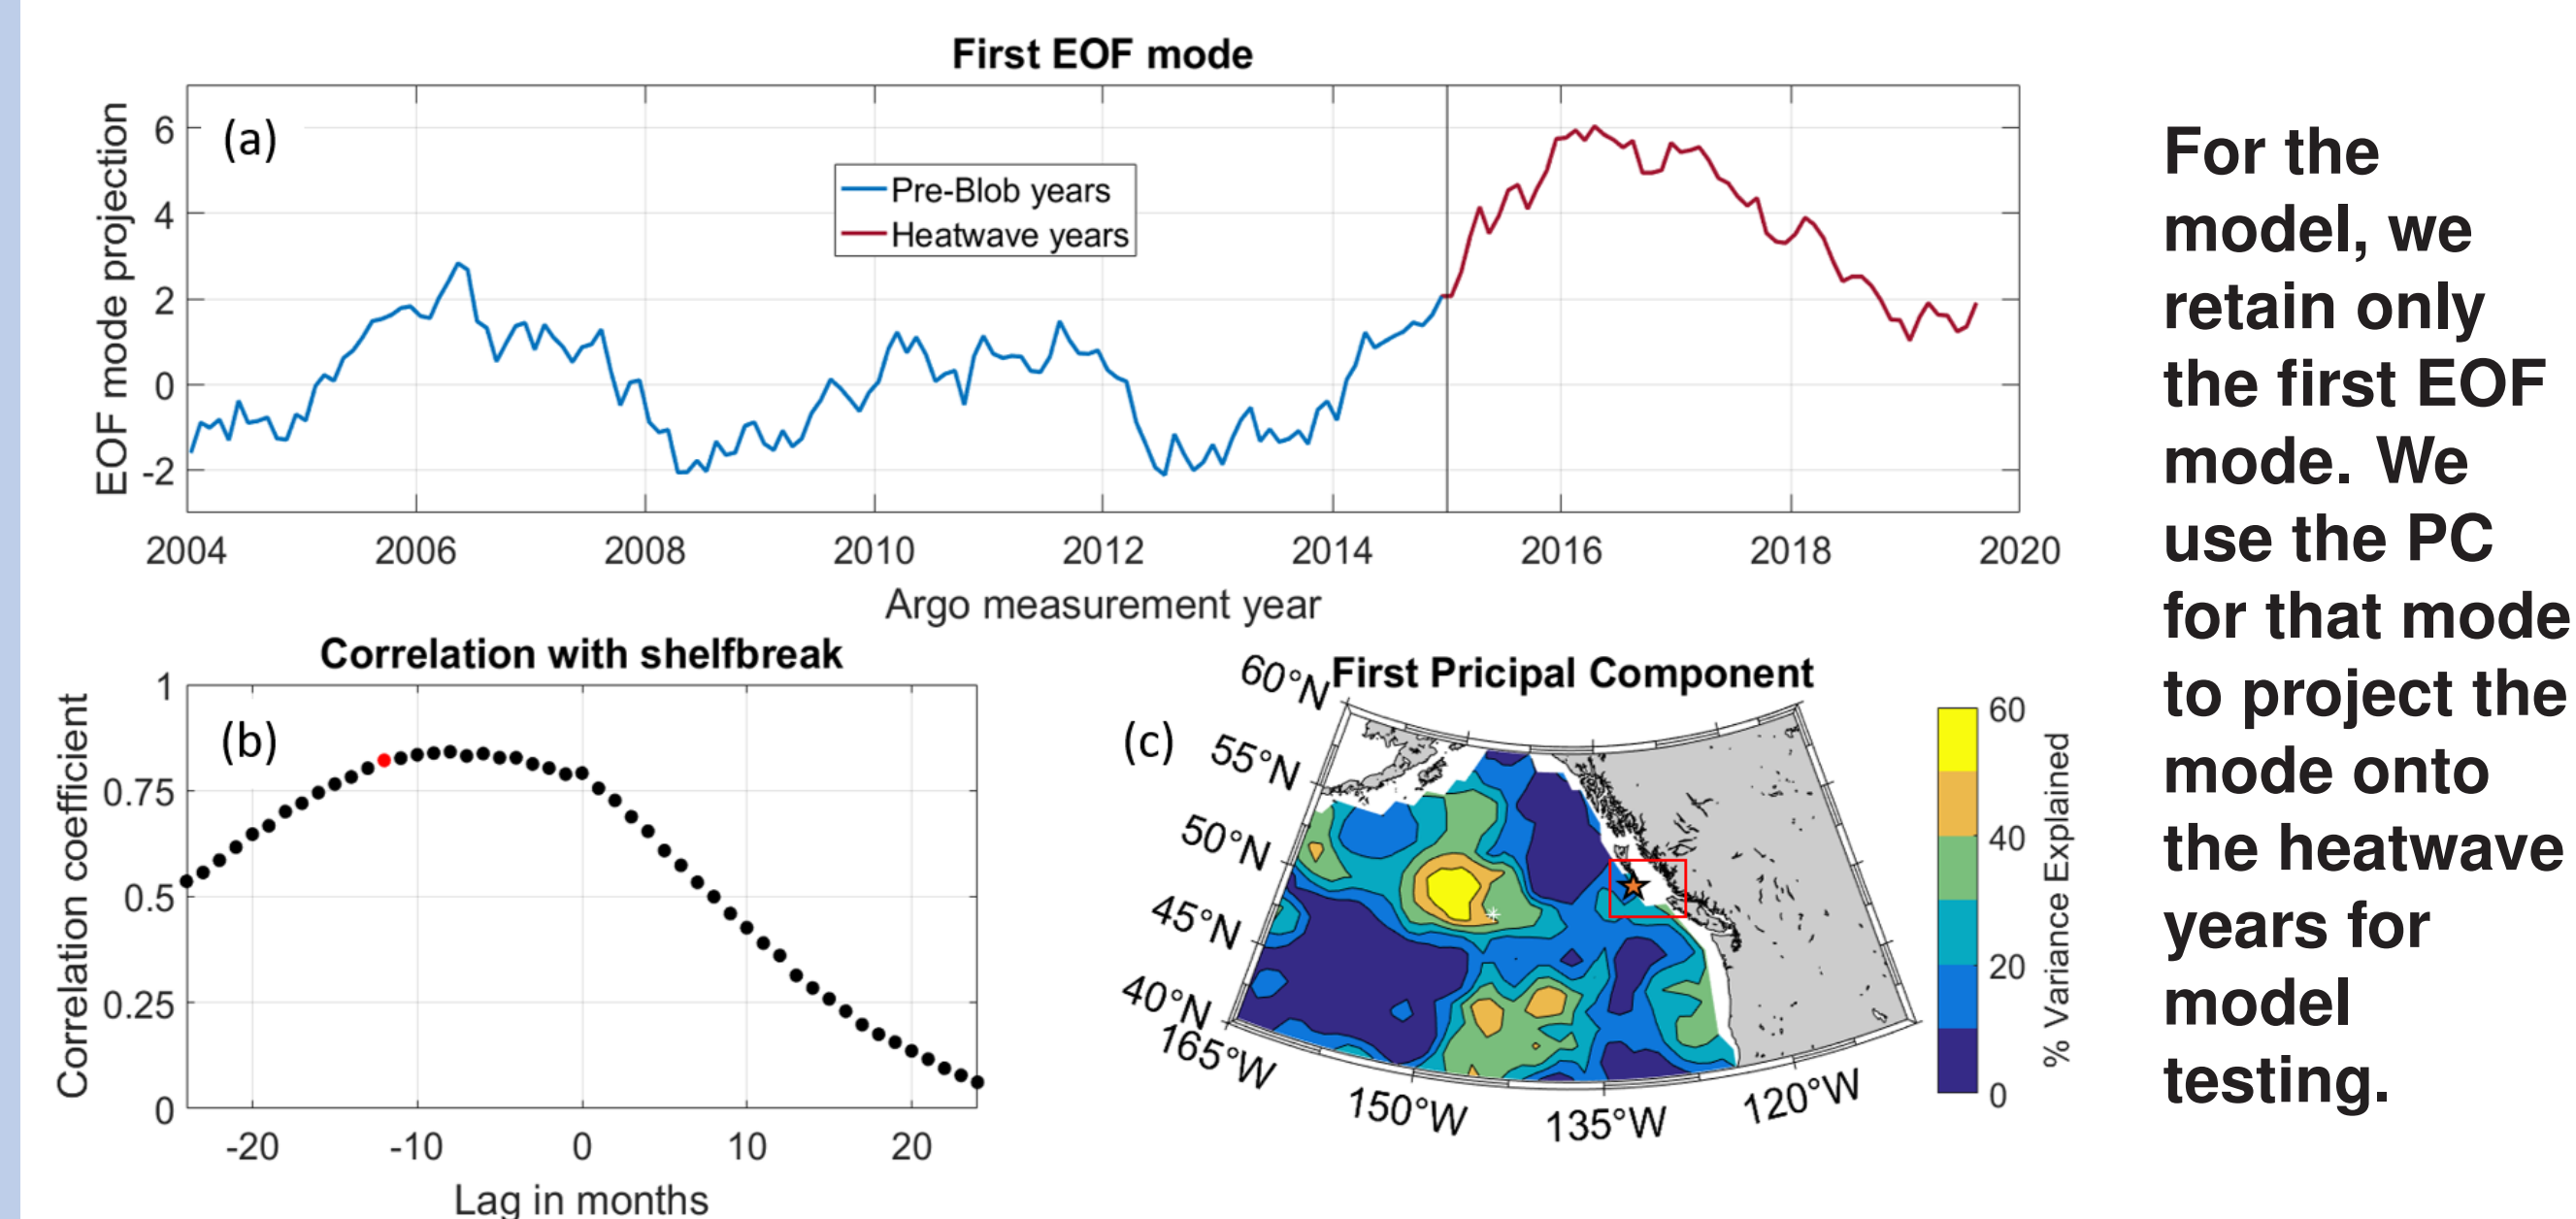 First EOF mode
(a)
EOF mode projection
6
4
2
0
-2
Pre-Blob years
Heatwave years
2004 2006 2008 2010 2012 2014 2016 2018 2020
Argo measurement year
Correlation with shelfbreak
(b)
Correlation coefficient
1
0.75
0.5
0.25
0
-20 -10 0 10 20
Lag in months
First Pricipal Component
(c)
60°N
55°N
50°N
45°N
40°N
165°W
150°W
135°W
120°W
60
40
20
0
% Variance Explained
For the
model, we
retain only
the first EOF
mode. We
use the PC
for that mode
to project the
mode onto
the heatwave
years for
model
testing.